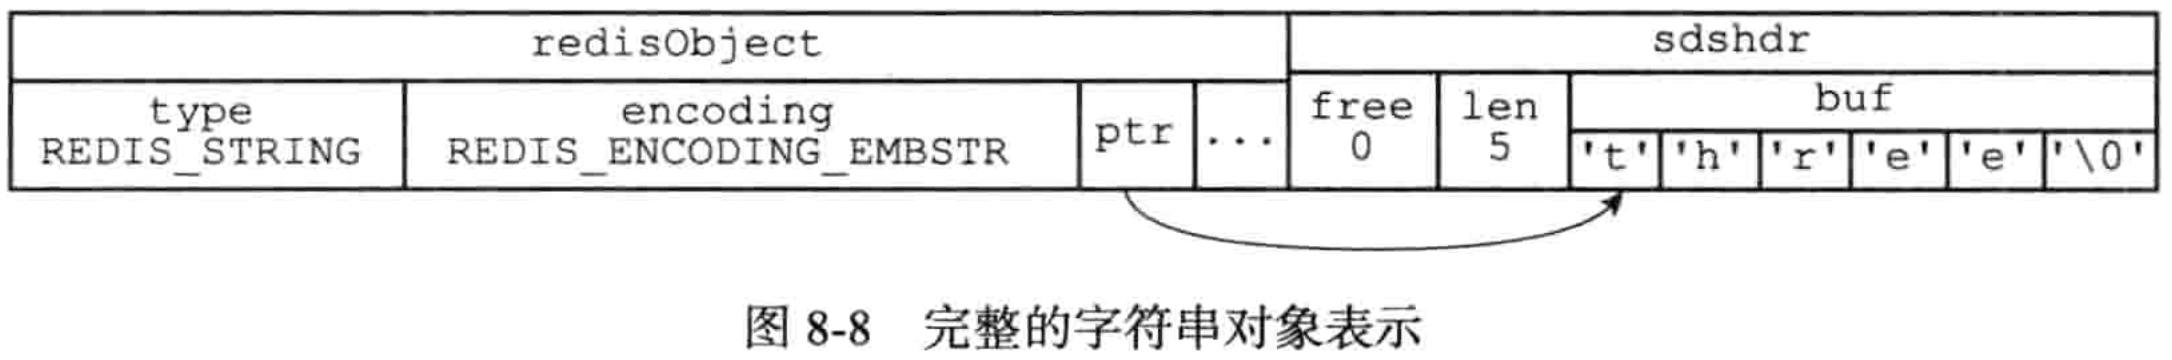 redisObject
sdshdr
type
REDIS_STRING
encoding
REDIS_ENCODING_EMBSTR
ptr
...
free
0
len
5
buf
't' 'h' 'r' 'e' 'e' '\0'
图 8-8 完整的字符串对象表示